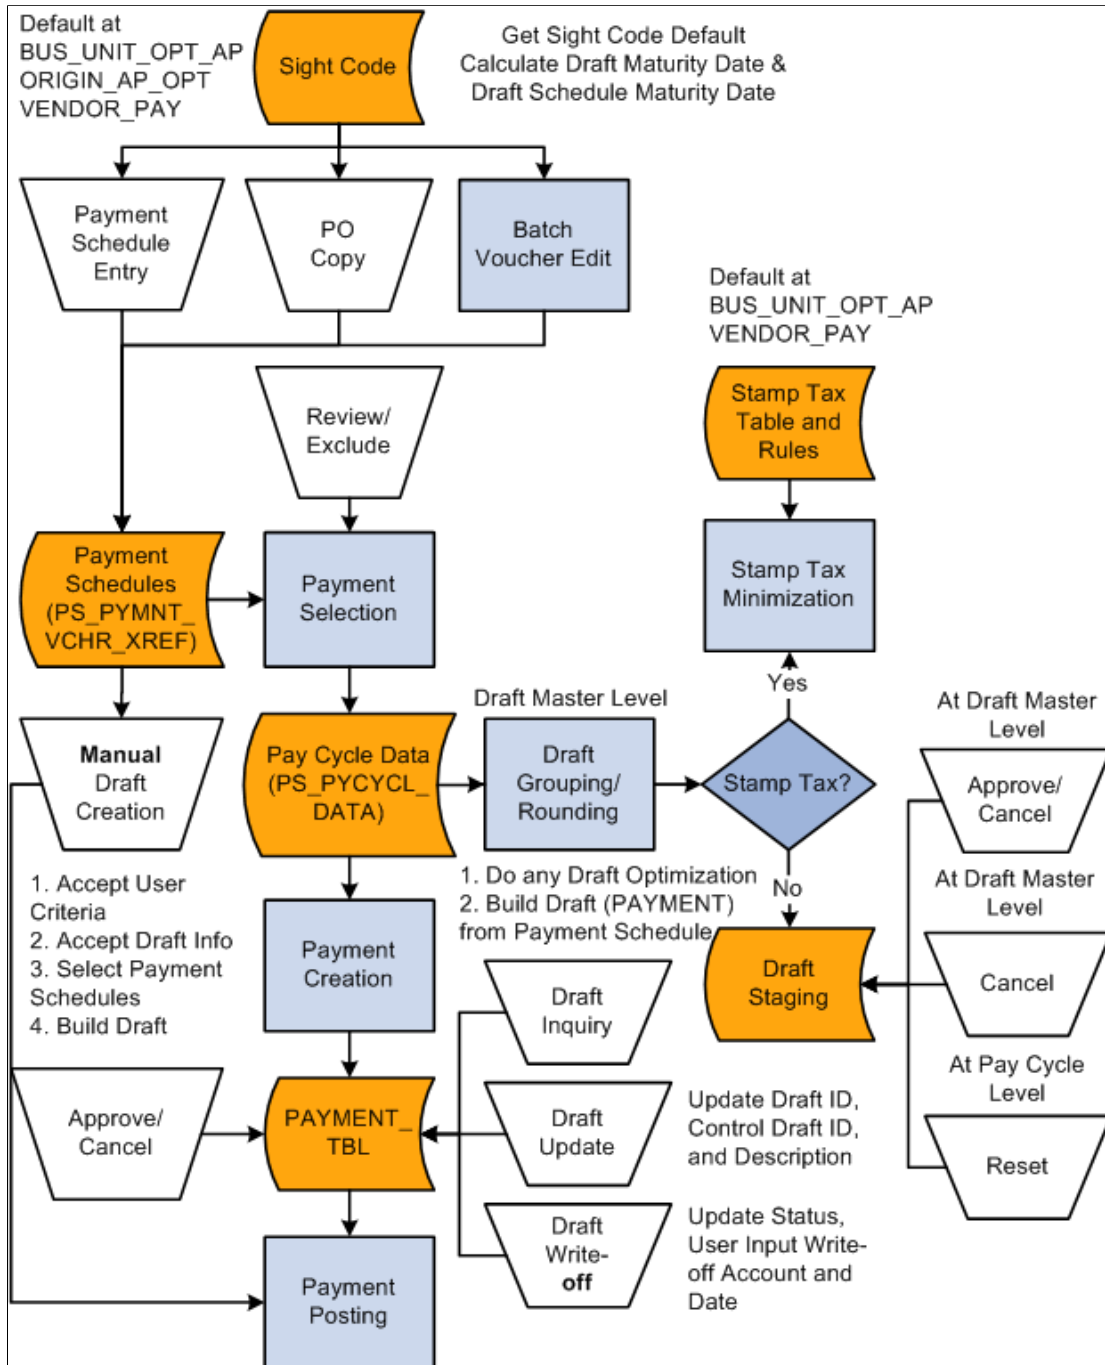 Default at
BUS_UNIT_OPT_AP
ORIGIN_AP_OPT
VENDOR_PAY
Sight Code
Get Sight Code Default
Calculate Draft Maturity Date &
Draft Schedule Maturity Date
Payment
Schedule
Entry
PO
Copy
Batch
Voucher Edit
Default at
BUS_UNIT_OPT_AP
VENDOR_PAY
Review/
Exclude
Stamp Tax
Table and
Rules
Payment
Schedules
(PS_PYMNT_
VCHR_XREF)
Payment
Selection
Stamp Tax
Minimization
Yes
Manual
Draft
Creation
Pay Cycle Data
(PS_PYCYCL_
DATA)
Draft Master Level
Draft
Grouping/
Rounding
Stamp Tax?
At Draft Master
Level
Approve/
Cancel
1. Accept User
Criteria
2. Accept Draft Info
3. Select Payment
Schedules
4. Build Draft
Payment
Creation
1. Do any Draft Optimization
2. Build Draft (PAYMENT)
from Payment Schedule
No
At Draft Master
Level
Draft
Staging
Cancel
Draft
Inquiry
At Pay Cycle
Level
Approve/
Cancel
PAYMENT_
TBL
Draft
Update
Update Draft ID,
Control Draft ID,
and Description
Reset
Draft
Write-
off
Update Status,
User Input Write-
off Account and
Date
Payment
Posting